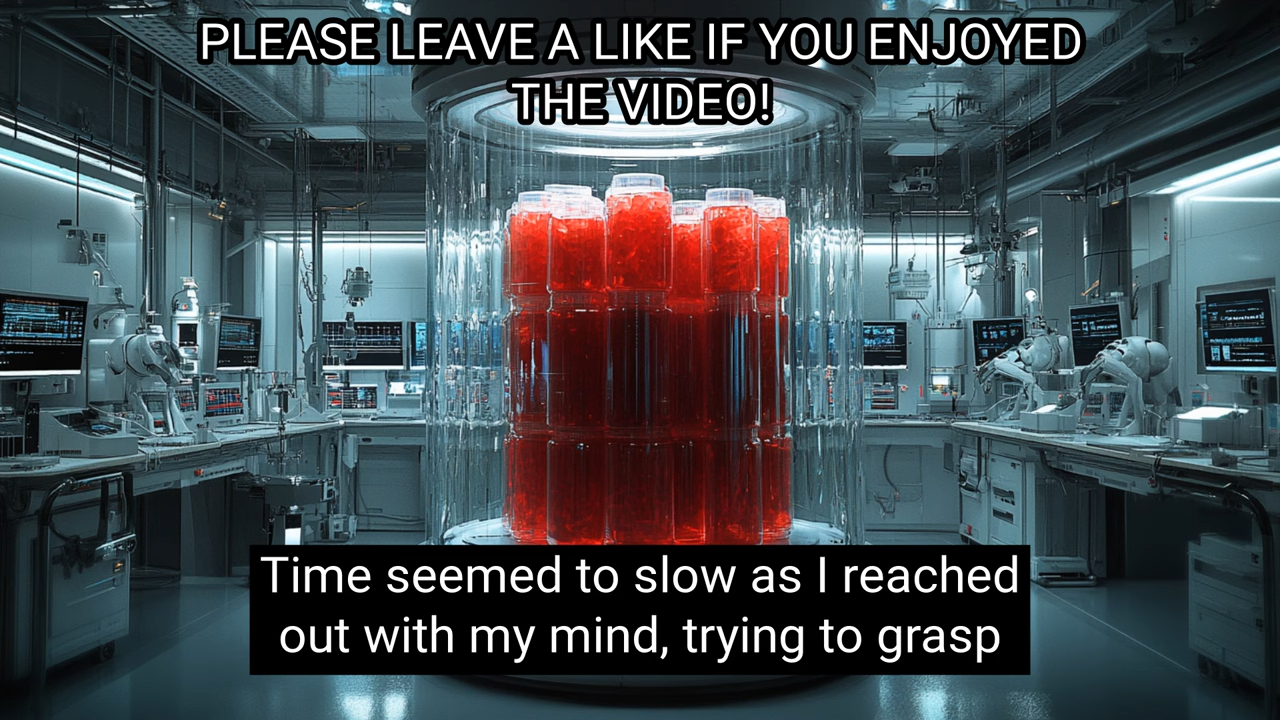 PLEASE LEAVE A LIKE IF YOU ENJOYED
THE VIDEO!
Time seemed to slow as I reached
out with my mind, trying to grasp